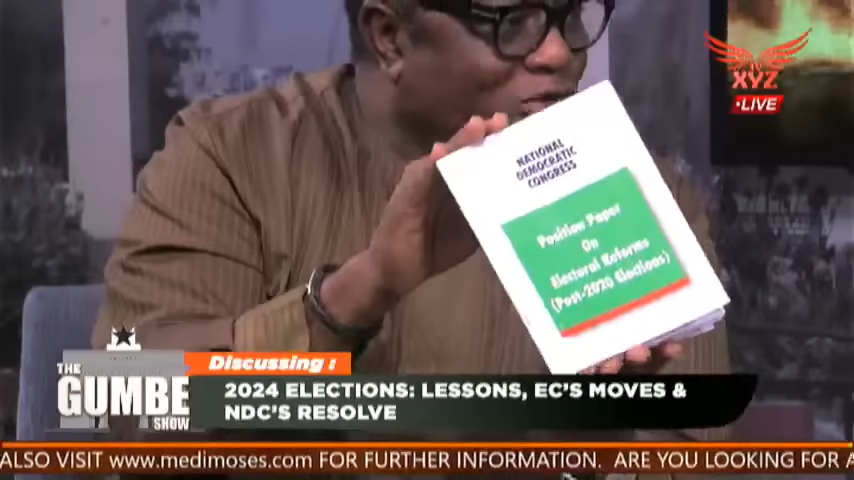 XYZ
LIVE
NATIONAL
DEMOCRATIC
CONGRESS
Position Paper
On
Electoral Reforms
(Post-2020 Elections)
Discussing :
THE
GUMBE
SHOW
2024 ELECTIONS: LESSONS, EC'S MOVES &
NDC'S RESOLVE
ALSO VISIT www.medimoses.com FOR FURTHER INFORMATION. ARE YOU LOOKING FOR A